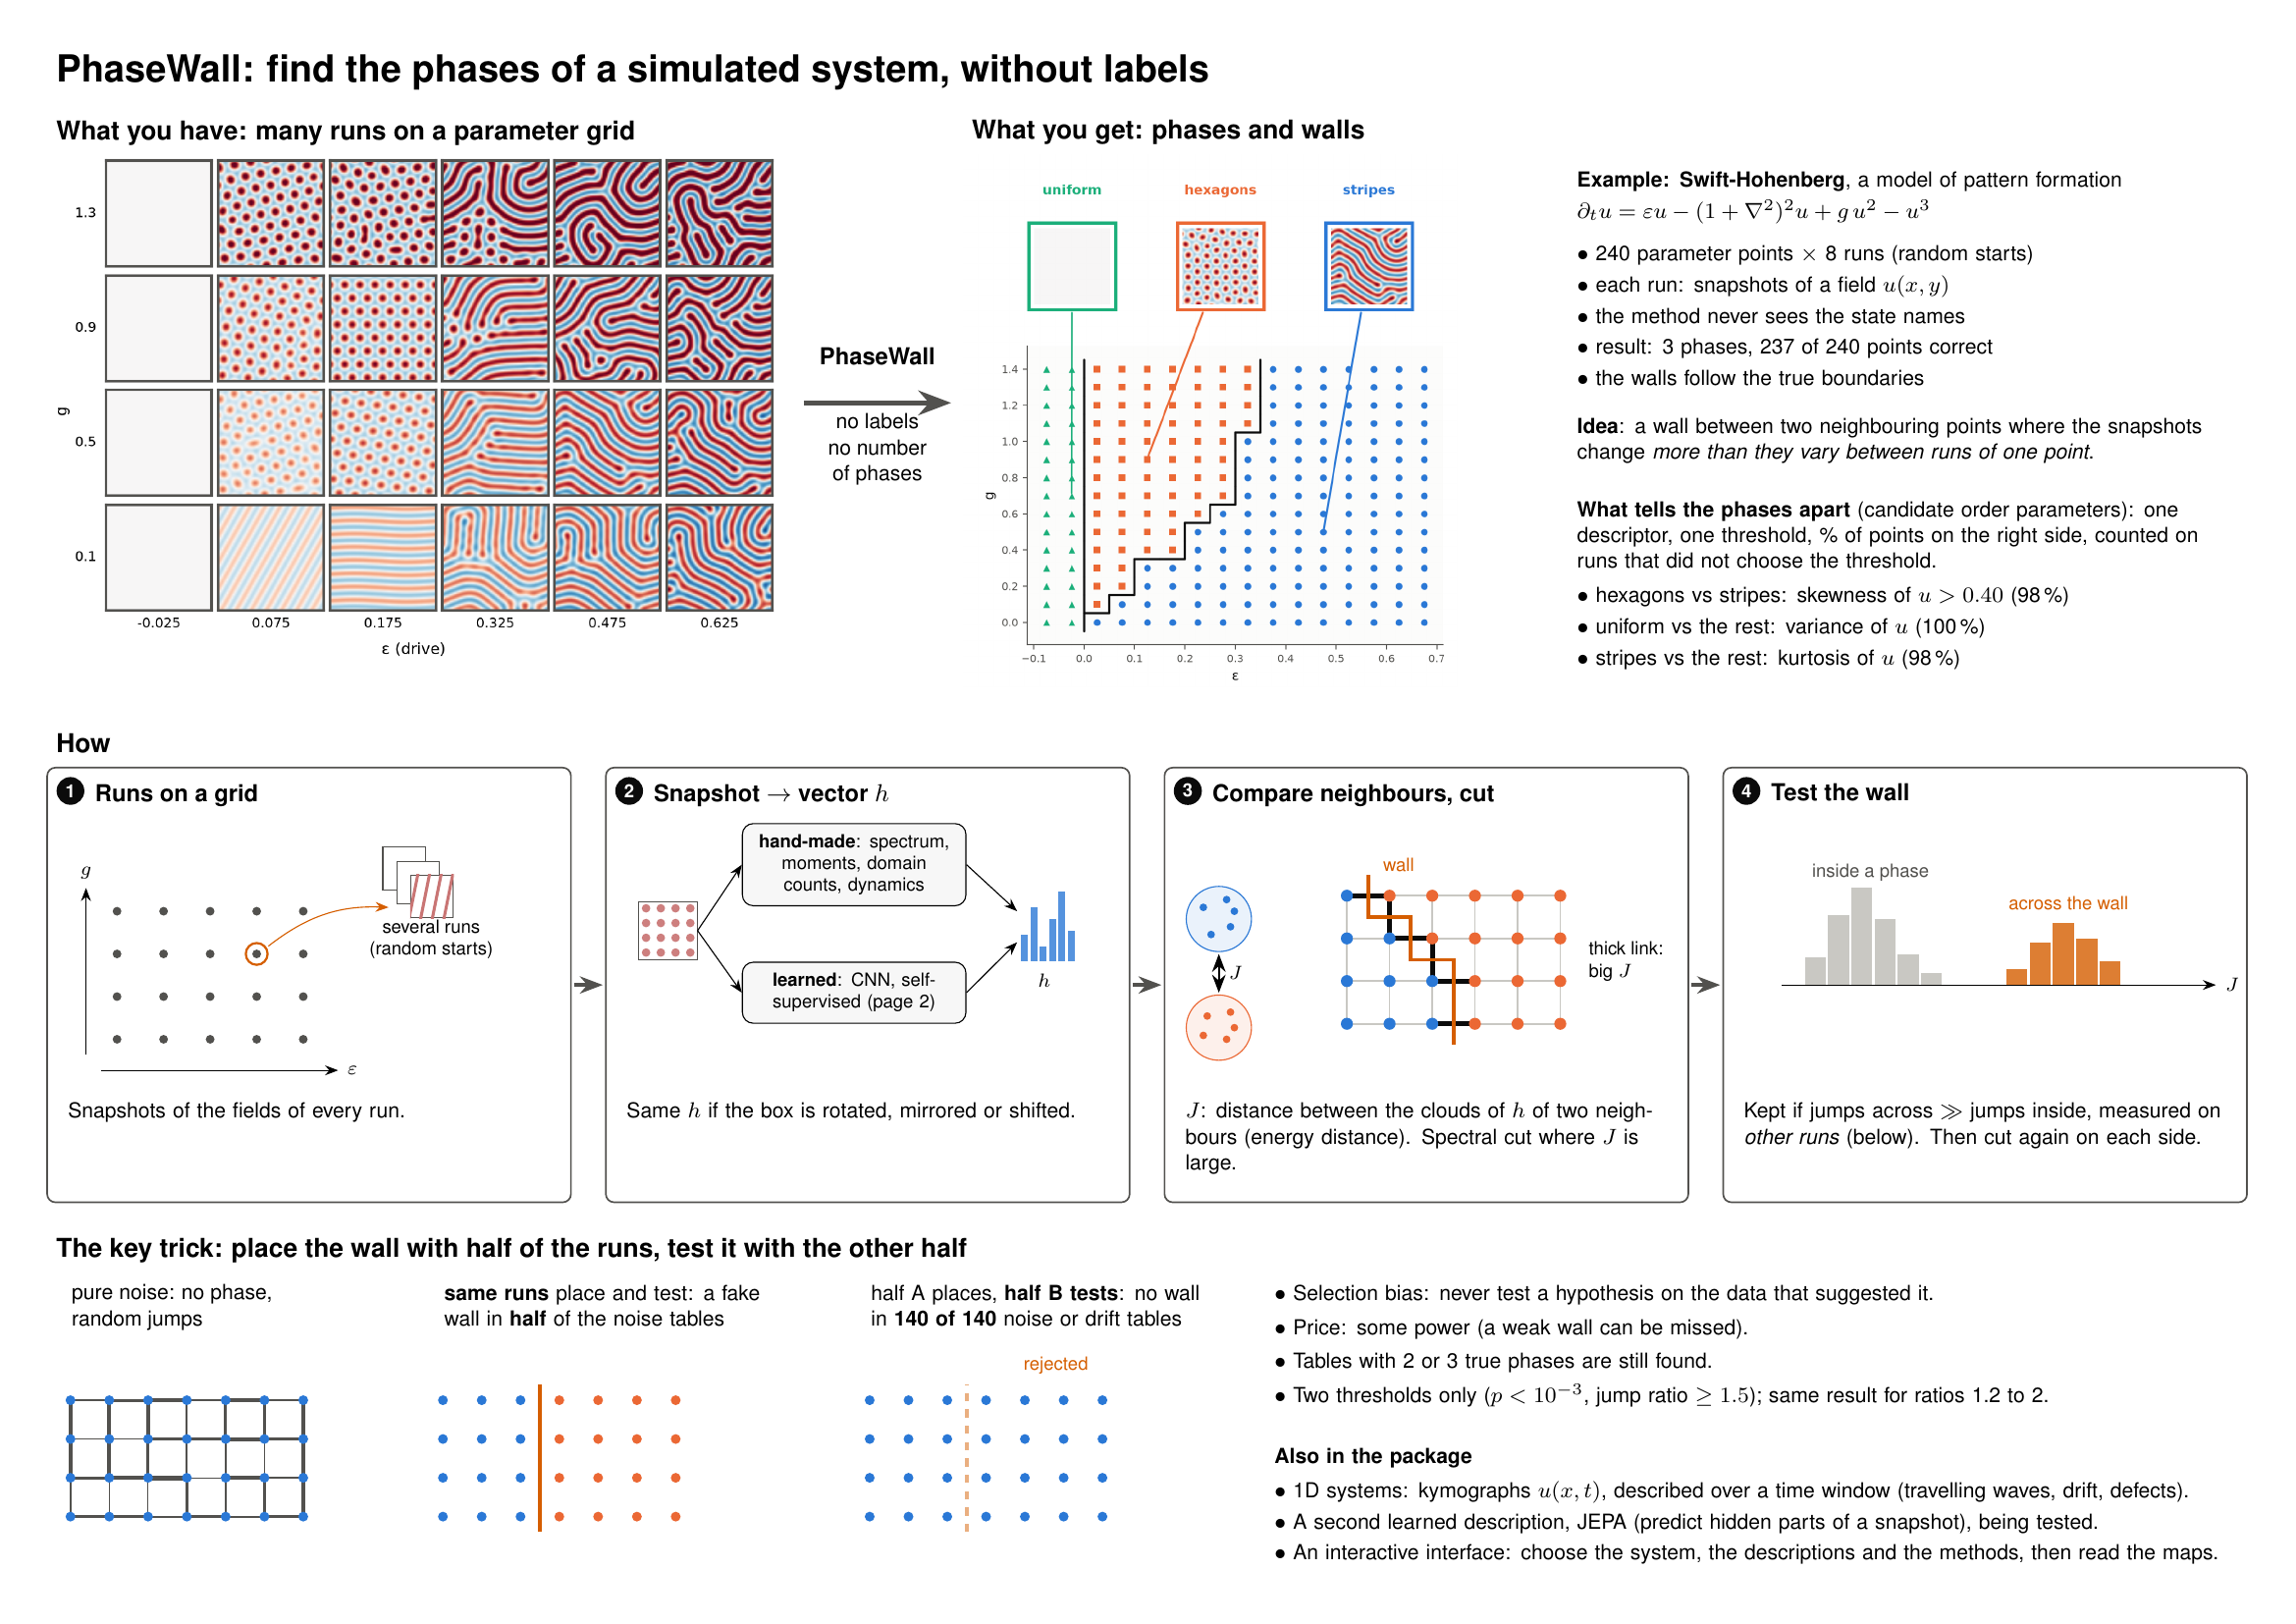 PhaseWall: find the phases of a simulated system, without labels
What you have: many runs on a parameter grid
1.3
0.9
g
0.5
0.1
-0.025
0.075
0.175
0.325
0.475
0.625
ε (drive)
PhaseWall
no labels
no number
of phases
What you get: phases and walls
uniform
hexagons
stripes
1.4
1.2
1.0
0.8
g
0.6
0.4
0.2
0.0
−0.1
0.0
0.1
0.2
0.3
0.4
0.5
0.6
0.7
ε
Example: Swift-Hohenberg, a model of pattern formation
∂ₜu = εu − (1 + ∇²)²u + g u² − u³
● 240 parameter points × 8 runs (random starts)
● each run: snapshots of a field u(x, y)
● the method never sees the state names
● result: 3 phases, 237 of 240 points correct
● the walls follow the true boundaries
Idea: a wall between two neighbouring points where the snapshots
change more than they vary between runs of one point.
What tells the phases apart (candidate order parameters): one
descriptor, one threshold, % of points on the right side, counted on
runs that did not choose the threshold.
● hexagons vs stripes: skewness of u > 0.40 (98 %)
● uniform vs the rest: variance of u (100 %)
● stripes vs the rest: kurtosis of u (98 %)
How
1 Runs on a grid
g
several runs
(random starts)
ε
Snapshots of the fields of every run.
2 Snapshot → vector h
hand-made: spectrum,
moments, domain
counts, dynamics
learned: CNN, self-
supervised (page 2)
h
Same h if the box is rotated, mirrored or shifted.
3 Compare neighbours, cut
wall
J
thick link:
big J
J: distance between the clouds of h of two neigh-
bours (energy distance). Spectral cut where J is
large.
4 Test the wall
inside a phase
across the wall
J
Kept if jumps across ≫ jumps inside, measured on
other runs (below). Then cut again on each side.
The key trick: place the wall with half of the runs, test it with the other half
pure noise: no phase,
random jumps
same runs place and test: a fake
wall in half of the noise tables
half A places, half B tests: no wall
in 140 of 140 noise or drift tables
rejected
● Selection bias: never test a hypothesis on the data that suggested it.
● Price: some power (a weak wall can be missed).
● Tables with 2 or 3 true phases are still found.
● Two thresholds only (p < 10⁻³, jump ratio ≥ 1.5); same result for ratios 1.2 to 2.
Also in the package
● 1D systems: kymographs u(x, t), described over a time window (travelling waves, drift, defects).
● A second learned description, JEPA (predict hidden parts of a snapshot), being tested.
● An interactive interface: choose the system, the descriptions and the methods, then read the maps.